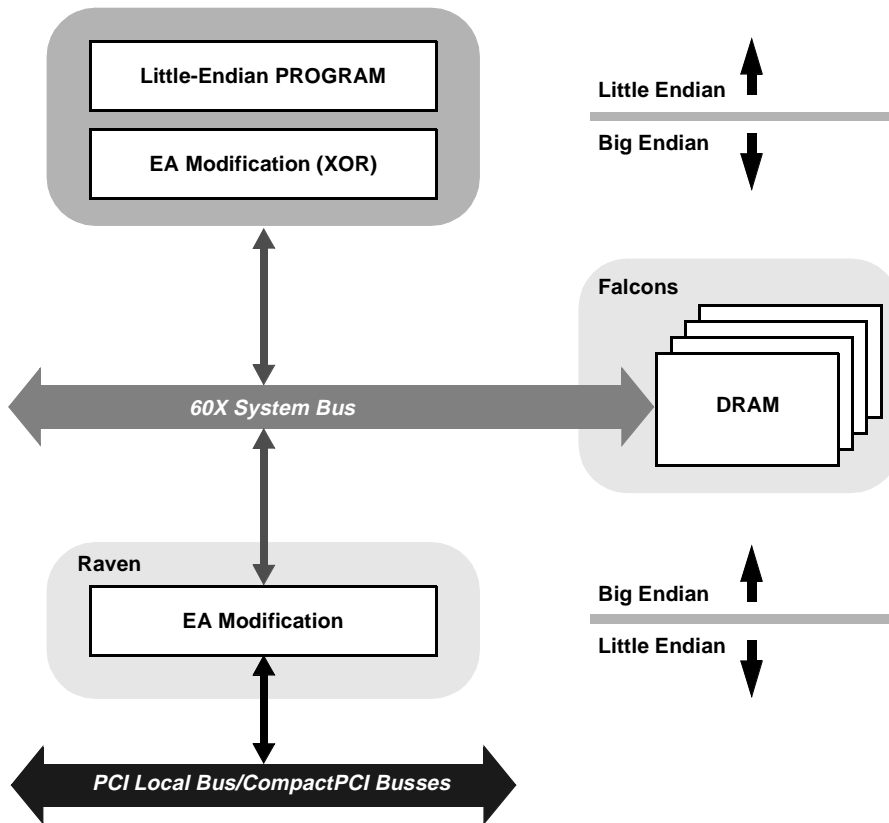 Little-Endian PROGRAM
EA Modification (XOR)
Little Endian
Big Endian
Falcons
DRAM
60X System Bus
Raven
EA Modification
Big Endian
Little Endian
PCI Local Bus/CompactPCI Busses